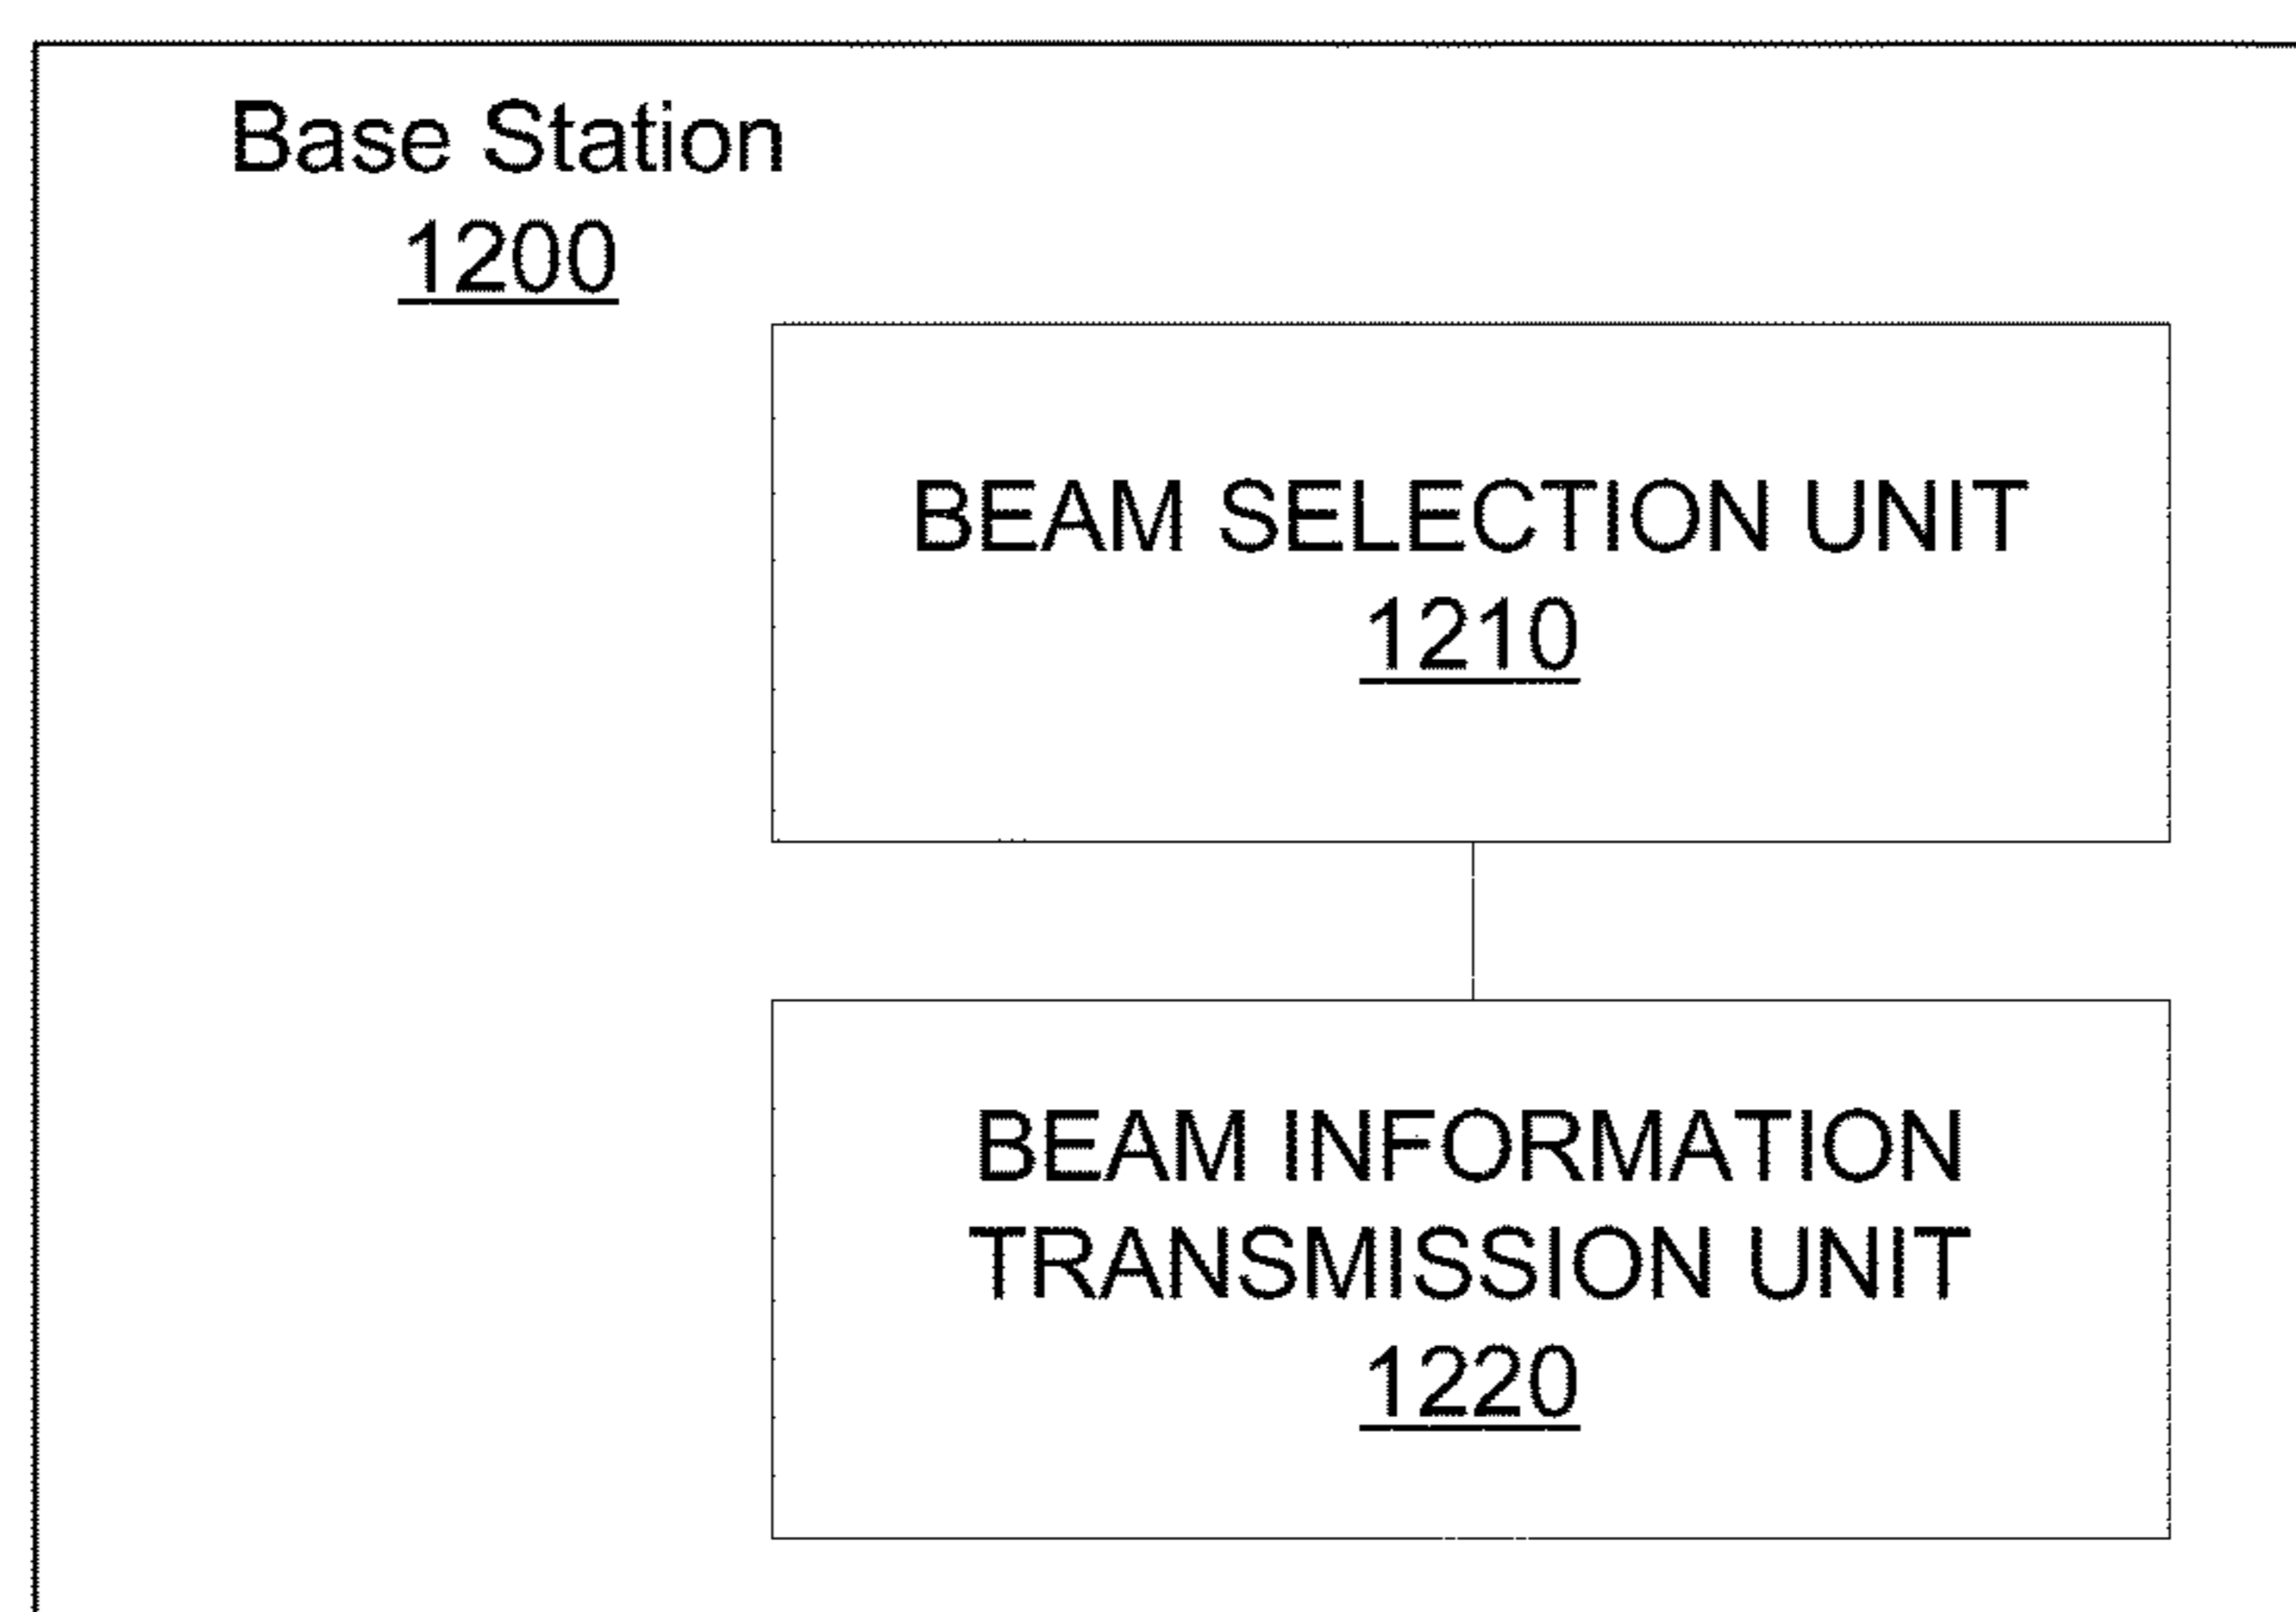 Base Station
1200
BEAM SELECTION UNIT
1210
BEAM INFORMATION
TRANSMISSION UNIT
1220